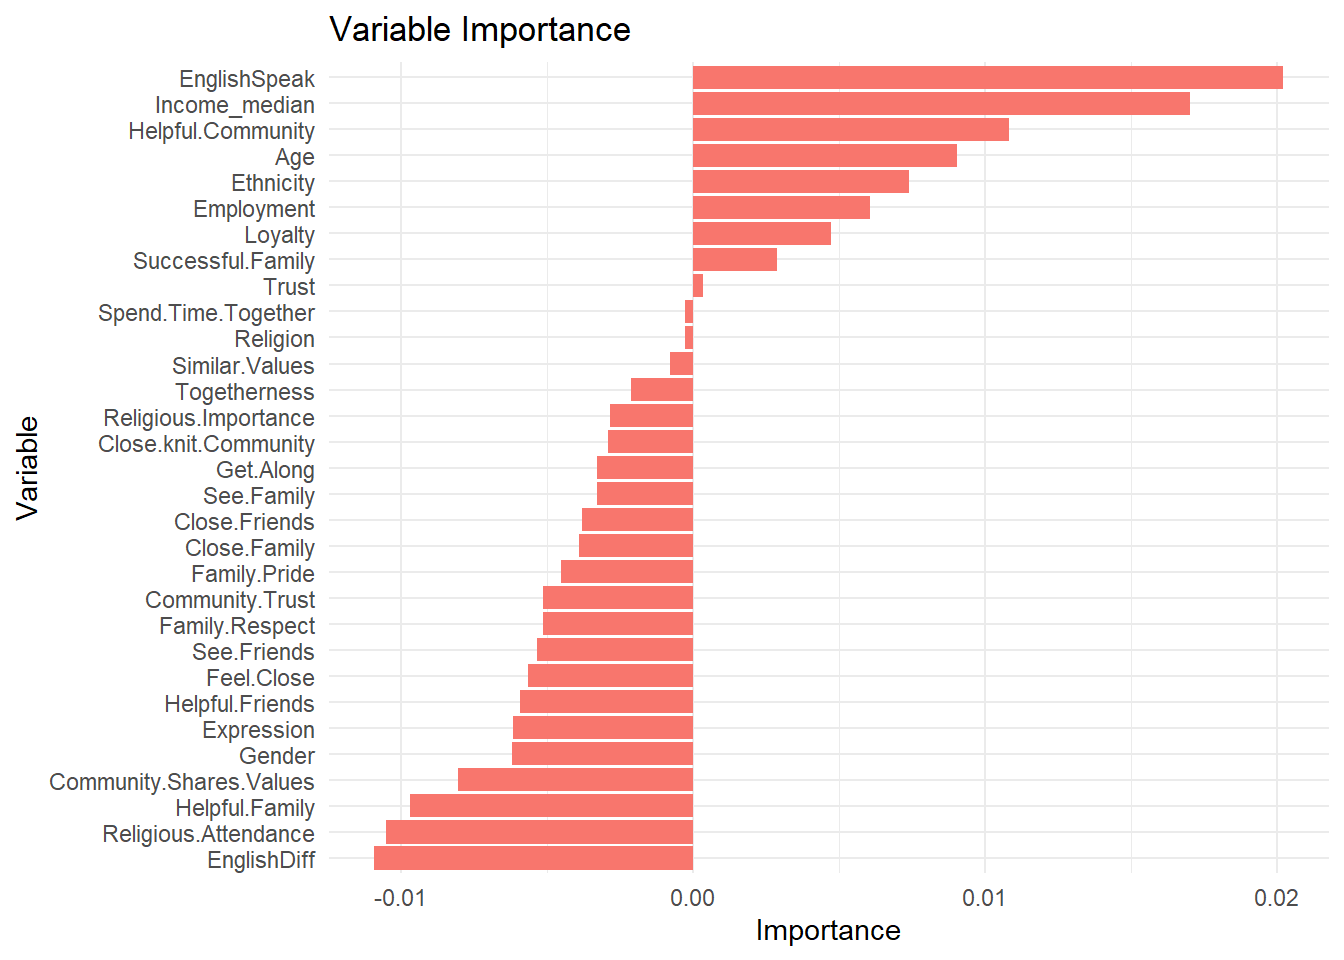 Variable Importance
EnglishSpeak
Income_median
Helpful.Community
Age
Ethnicity
Employment
Loyalty
Successful.Family
Trust
Spend.Time.Together
Religion
Similar.Values
Togetherness
Religious.Importance
Close.knit.Community
Get.Along
See.Family
Close.Friends
Close.Family
Family.Pride
Community.Trust
Family.Respect
See.Friends
Feel.Close
Helpful.Friends
Expression
Gender
Community.Shares.Values
Helpful.Family
Religious.Attendance
EnglishDiff
Variable
-0.01 0.00 0.01 0.02
Importance